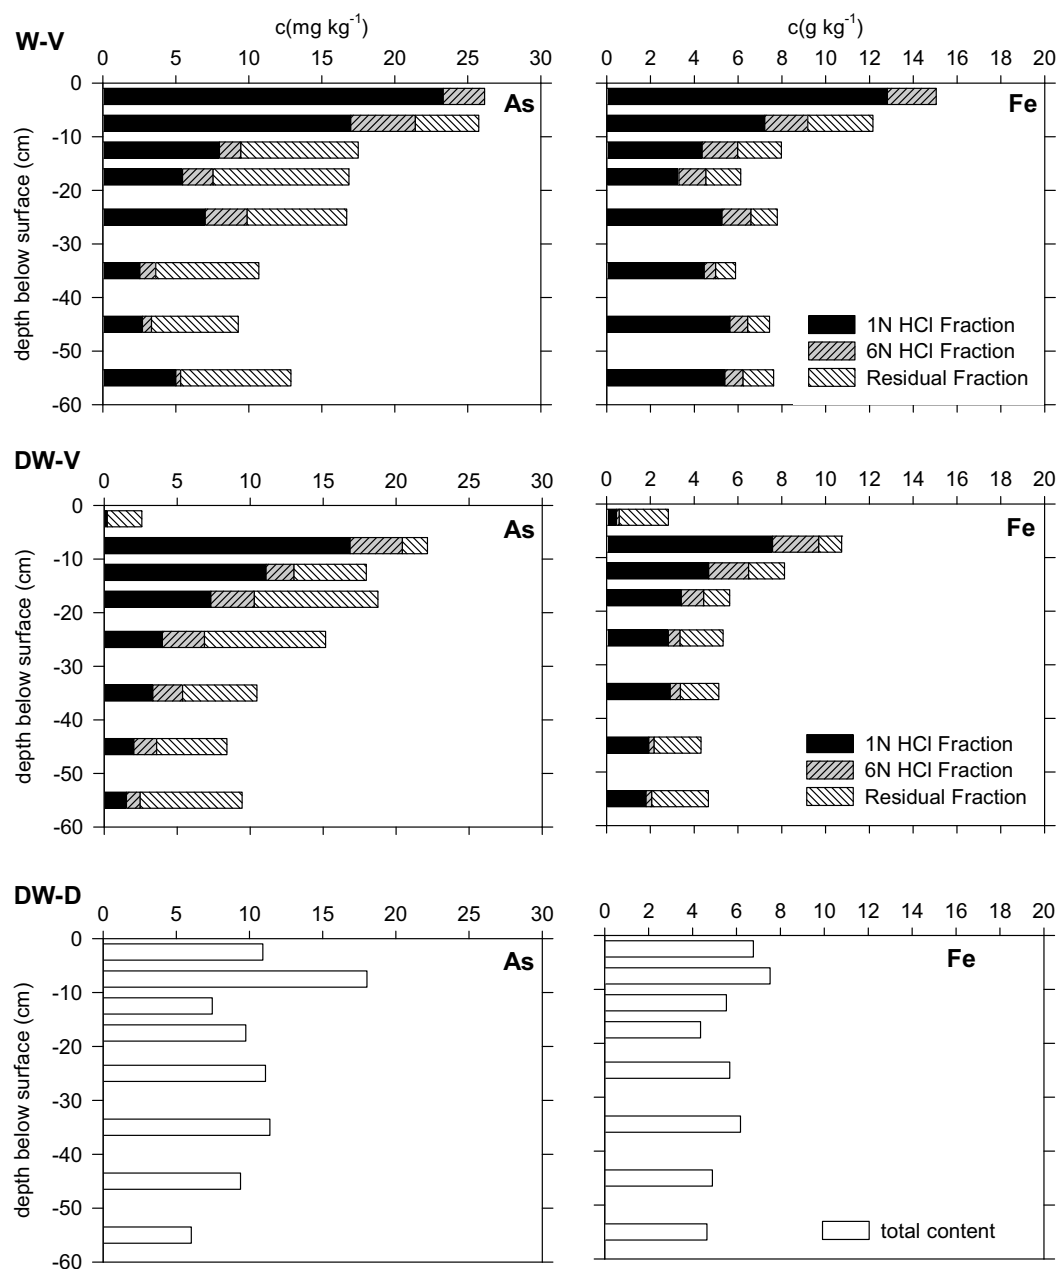 c(mg kg-1) c(g kg-1)
W-V
0 5 10 15 20 25 30 0 2 4 6 8 10 12 14 16 18 20
0
As Fe
-10
-20
-30
-40
-50
-60
depth below surface (cm)
1N HCl Fraction
6N HCl Fraction
Residual Fraction
DW-V
0 5 10 15 20 25 30 0 2 4 6 8 10 12 14 16 18 20
0
As Fe
-10
-20
-30
-40
-50
-60
depth below surface (cm)
1N HCl Fraction
6N HCl Fraction
Residual Fraction
DW-D
0 5 10 15 20 25 30 0 2 4 6 8 10 12 14 16 18 20
0
As Fe
-10
-20
-30
-40
-50
-60
depth below surface (cm)
total content